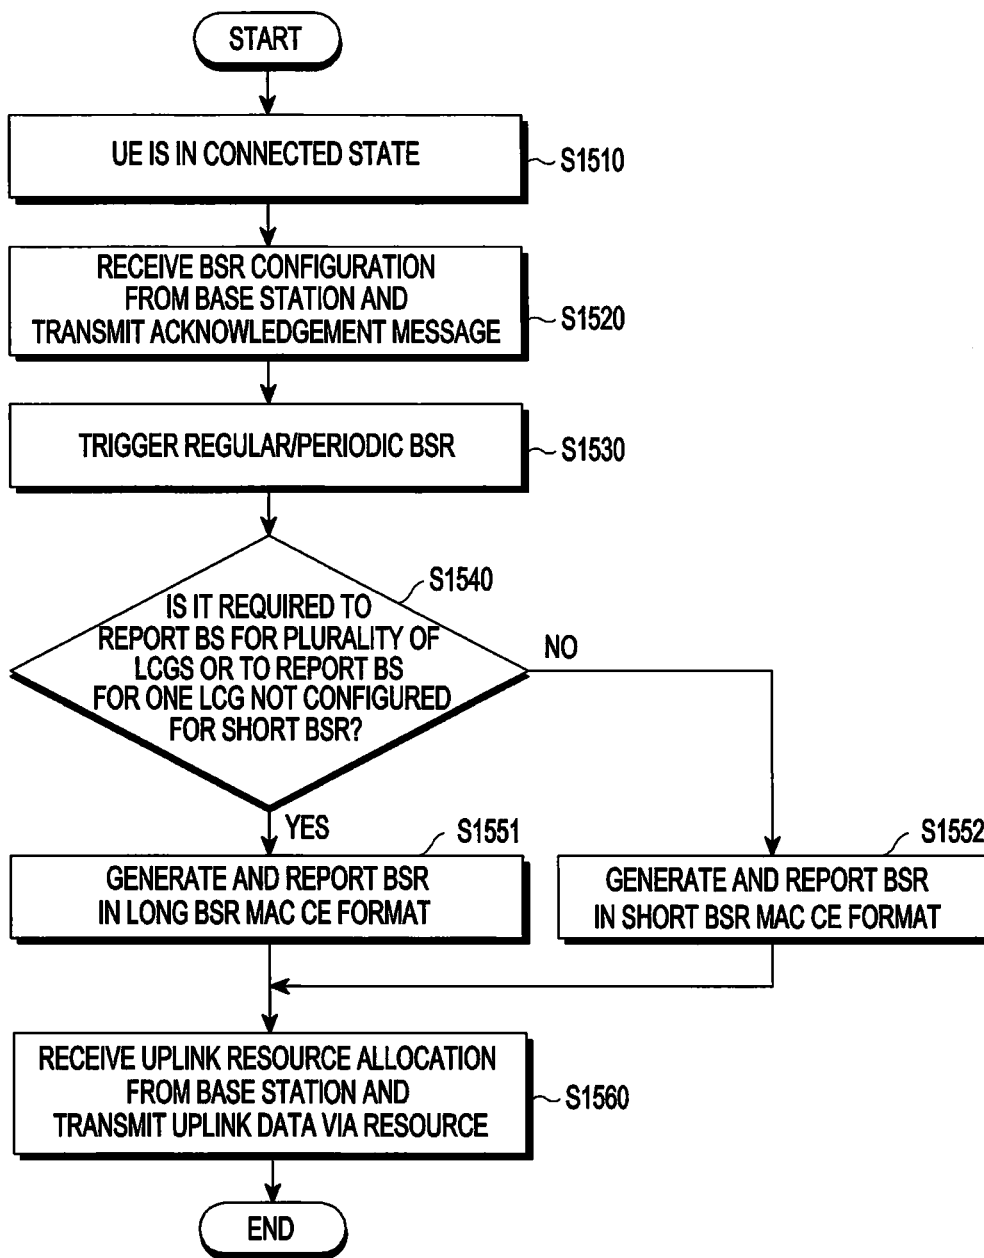 START
UE IS IN CONNECTED STATE
S1510
RECEIVE BSR CONFIGURATION
FROM BASE STATION AND
TRANSMIT ACKNOWLEDGEMENT MESSAGE
S1520
TRIGGER REGULAR/PERIODIC BSR
S1530
S1540
IS IT REQUIRED TO
REPORT BS FOR PLURALITY OF
LCGS OR TO REPORT BS
FOR ONE LCG NOT CONFIGURED
FOR SHORT BSR?
NO
YES
S1551
GENERATE AND REPORT BSR
IN LONG BSR MAC CE FORMAT
S1552
GENERATE AND REPORT BSR
IN SHORT BSR MAC CE FORMAT
RECEIVE UPLINK RESOURCE ALLOCATION
FROM BASE STATION AND
TRANSMIT UPLINK DATA VIA RESOURCE
S1560
END